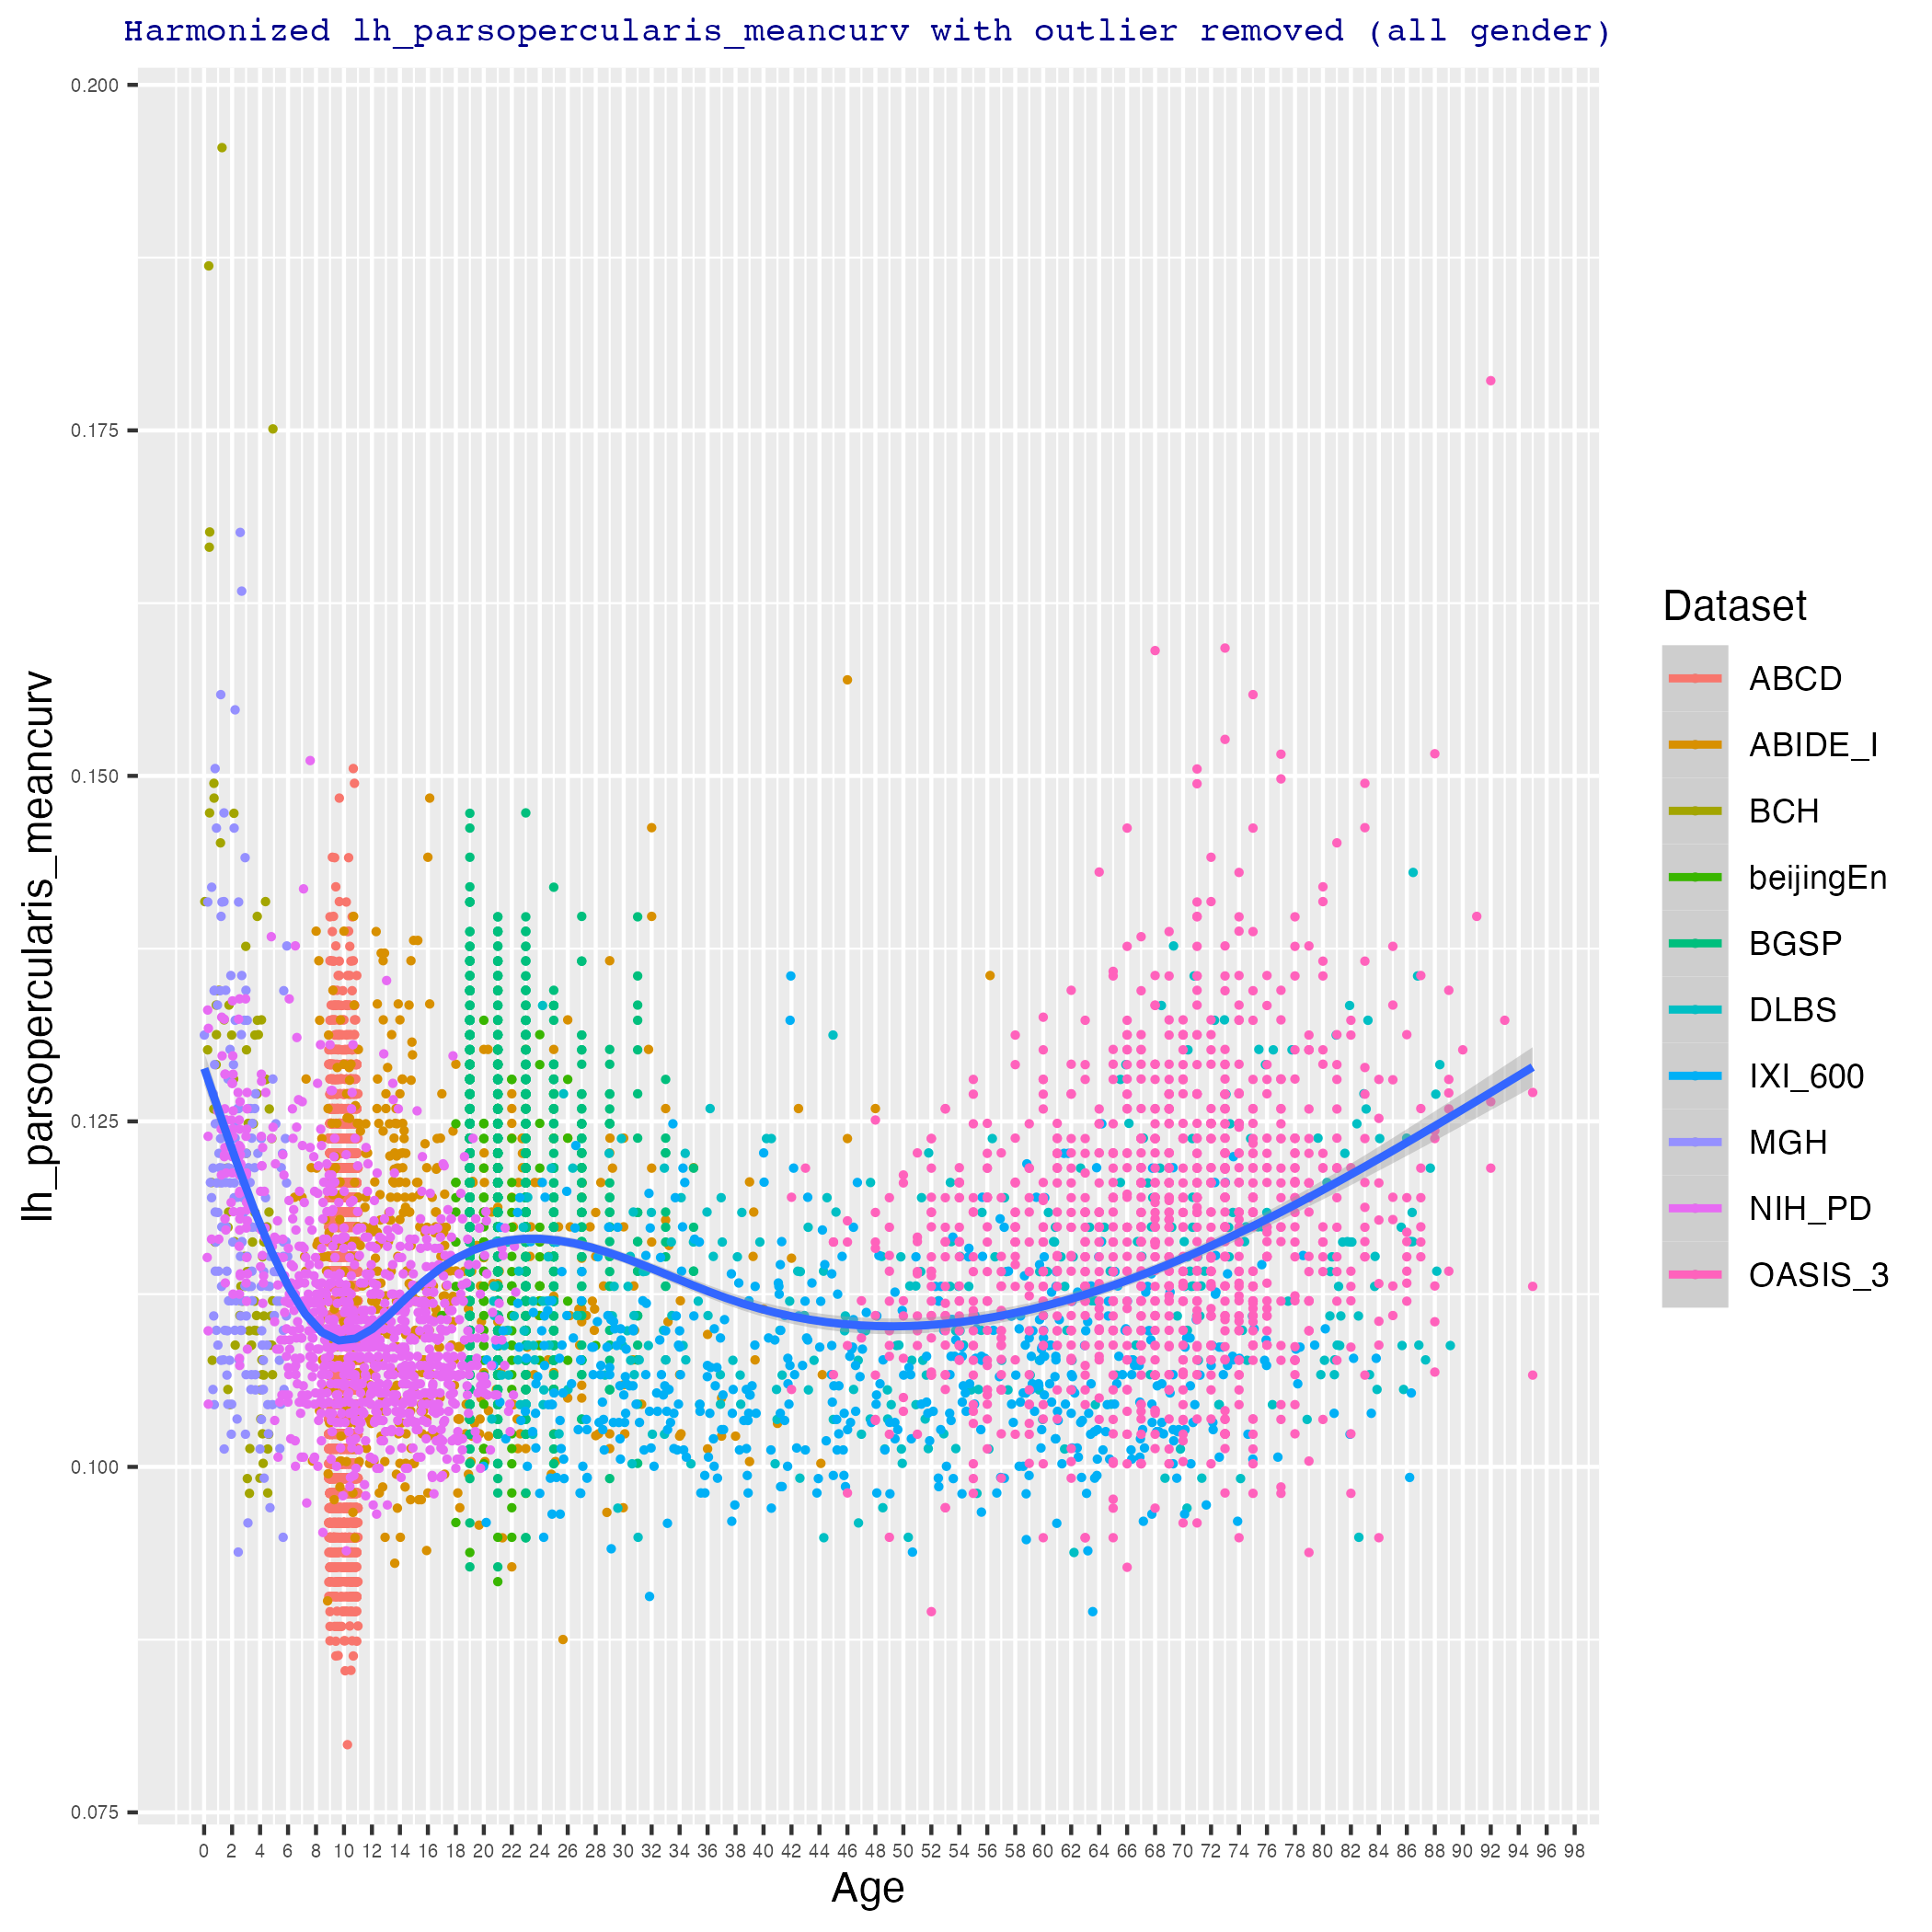 Harmonized lh_parsopercularis_meancurv with outlier removed (all gender)
lh_parsopercularis_meancurv
0.200
0.175
0.150
0.125
0.100
0.075
0 2 4 6 8 10 12 14 16 18 20 22 24 26 28 30 32 34 36 38 40 42 44 46 48 50 52 54 56 58 60 62 64 66 68 70 72 74 76 78 80 82 84 86 88 90 92 94 96 98
Age
Dataset
ABCD
ABIDE_I
BCH
beijingEn
BGSP
DLBS
IXI_600
MGH
NIH_PD
OASIS_3